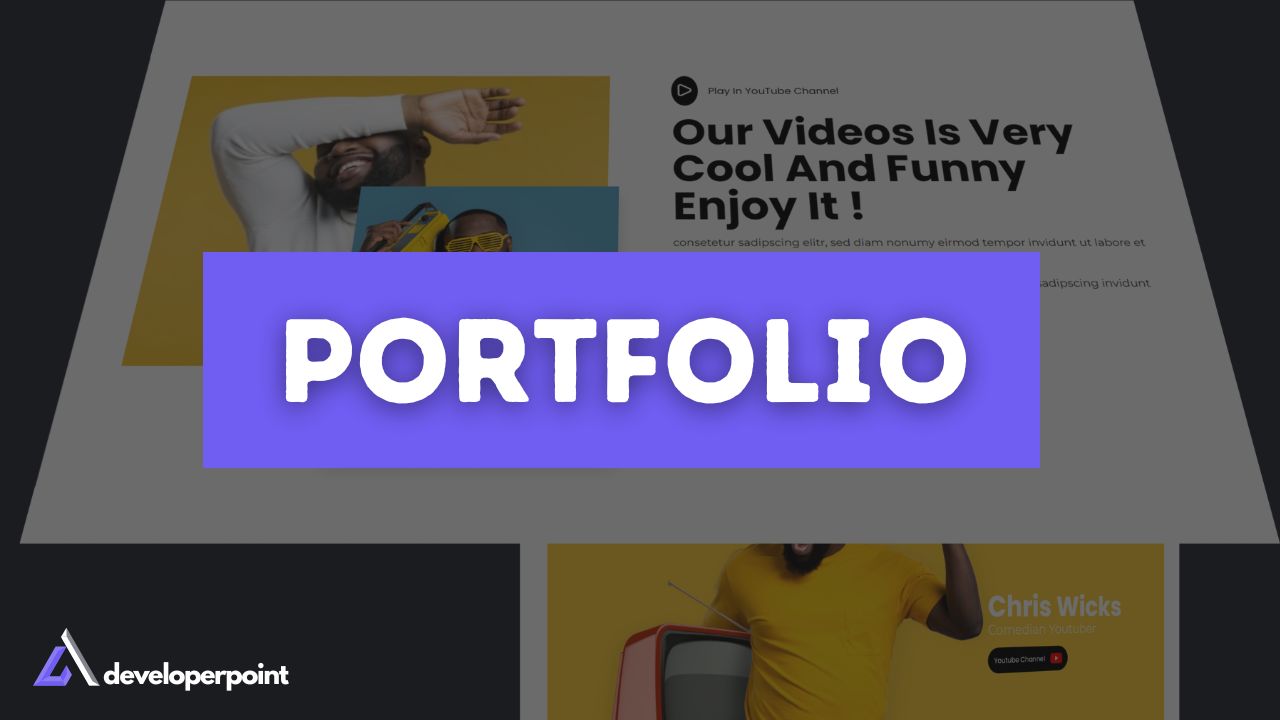 Play In YouTube Channel
Our Videos Is Very
Cool And Funny
Enjoy It !
consetetur sadipscing elitr, sed diam nonumy eirmod tempor invidunt ut labore et
sadipscing invidunt
PORTFOLIO
Chris Wicks
Comedian Youtuber
Youtube Channel
developerpoint